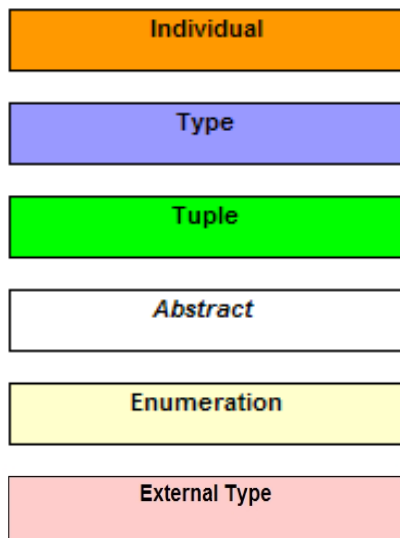 Individual
Type
Tuple
Abstract
Enumeration
External Type